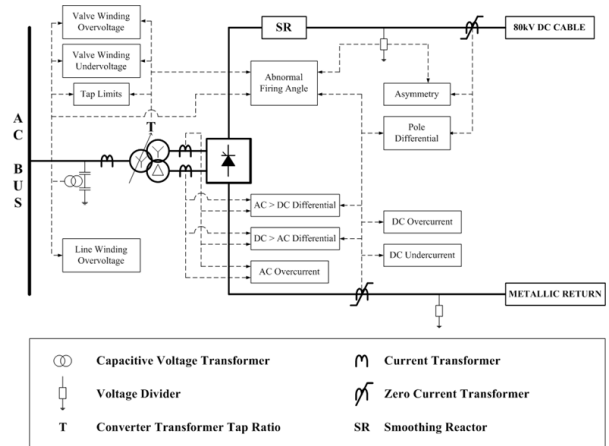 Valve Winding
Overvoltage
Valve Winding
Undervoltage
Tap Limits
AC BUS
T
SR
80kV DC CABLE
Abnormal
Firing Angle
Asymmetry
Pole
Differential
AC > DC Differential
DC > AC Differential
AC Overcurrent
DC Overcurrent
DC Undercurrent
Line Winding
Overvoltage
METALLIC RETURN
Capacitive Voltage Transformer
Current Transformer
Voltage Divider
Zero Current Transformer
T Converter Transformer Tap Ratio
SR Smoothing Reactor